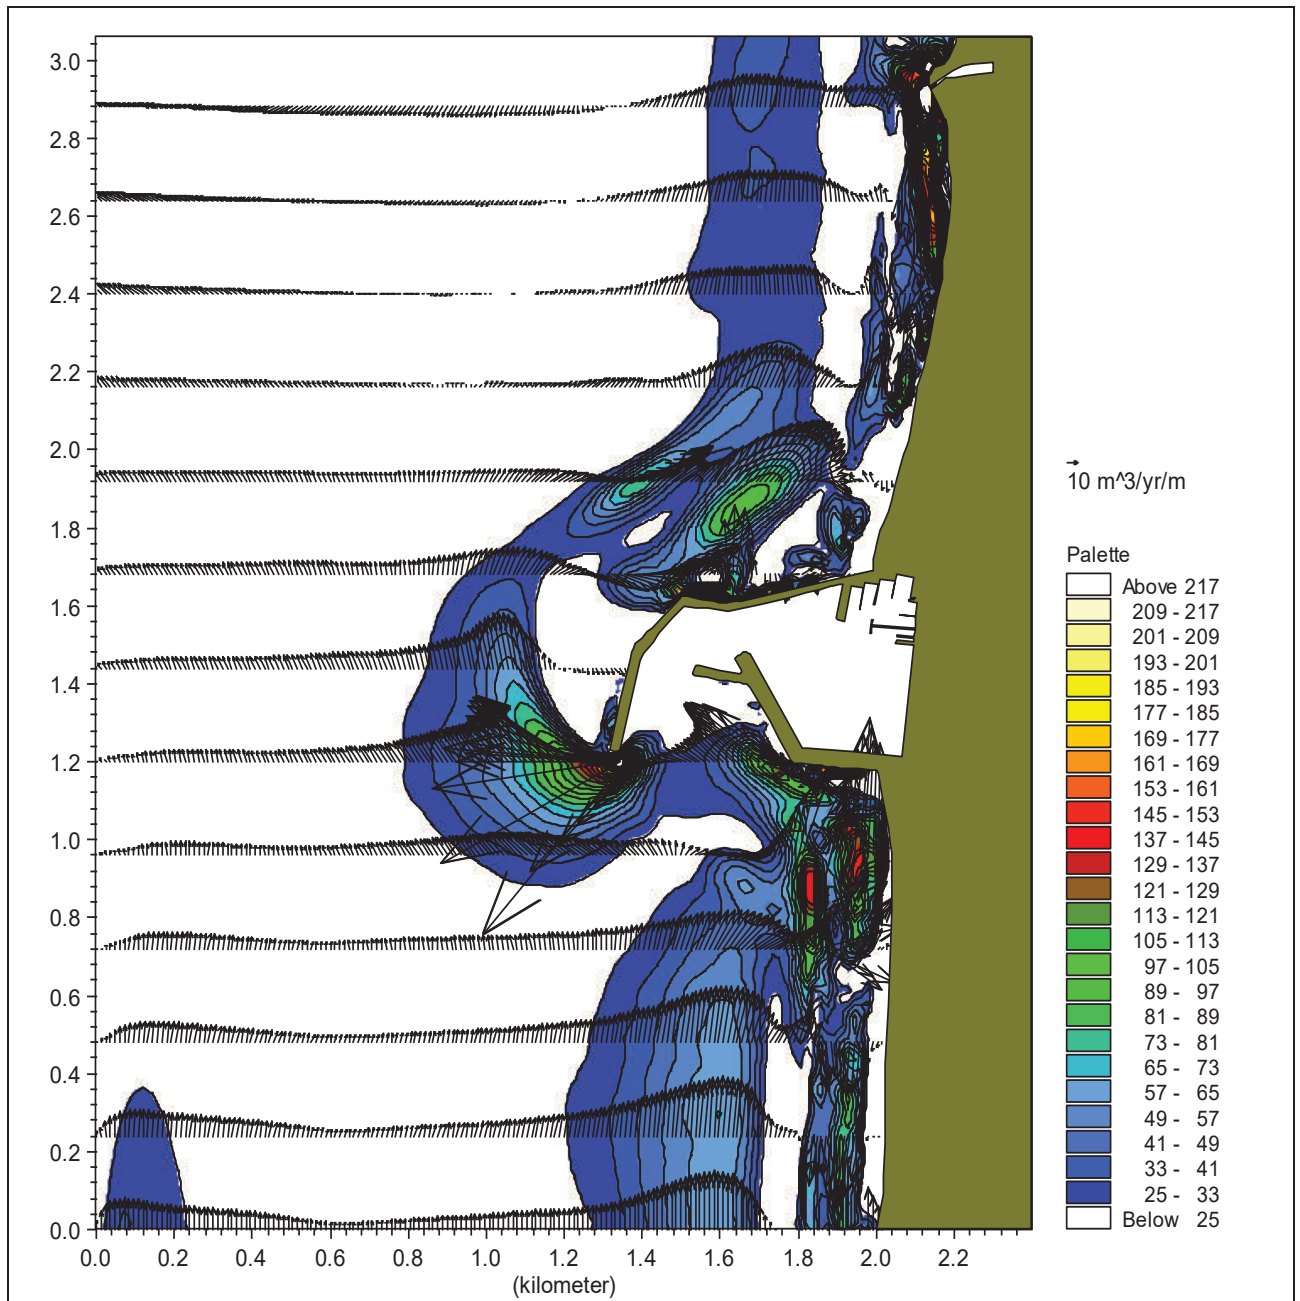 3.0
2.8
2.6
2.4
2.2
2.0
1.8
1.6
1.4
1.2
1.0
0.8
0.6
0.4
0.2
0.0
0.0 0.2 0.4 0.6 0.8 1.0 1.2 1.4 1.6 1.8 2.0 2.2
(kilometer)
10 m^3/yr/m
Palette
Above 217
209 - 217
201 - 209
193 - 201
185 - 193
177 - 185
169 - 177
161 - 169
153 - 161
145 - 153
137 - 145
129 - 137
121 - 129
113 - 121
105 - 113
97 - 105
89 - 97
81 - 89
73 - 81
65 - 73
57 - 65
49 - 57
41 - 49
33 - 41
25 - 33
Below 25